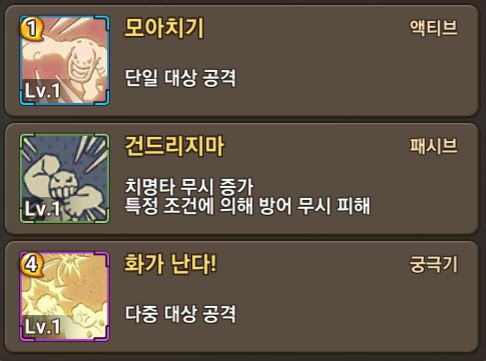 1
모아치기
액티브
단일 대상 공격
Lv.1
건드리지마
패시브
치명타 무시 증가
특정 조건에 의해 방어 무시 피해
Lv.1
4
화가 난다!
궁극기
다중 대상 공격
Lv.1